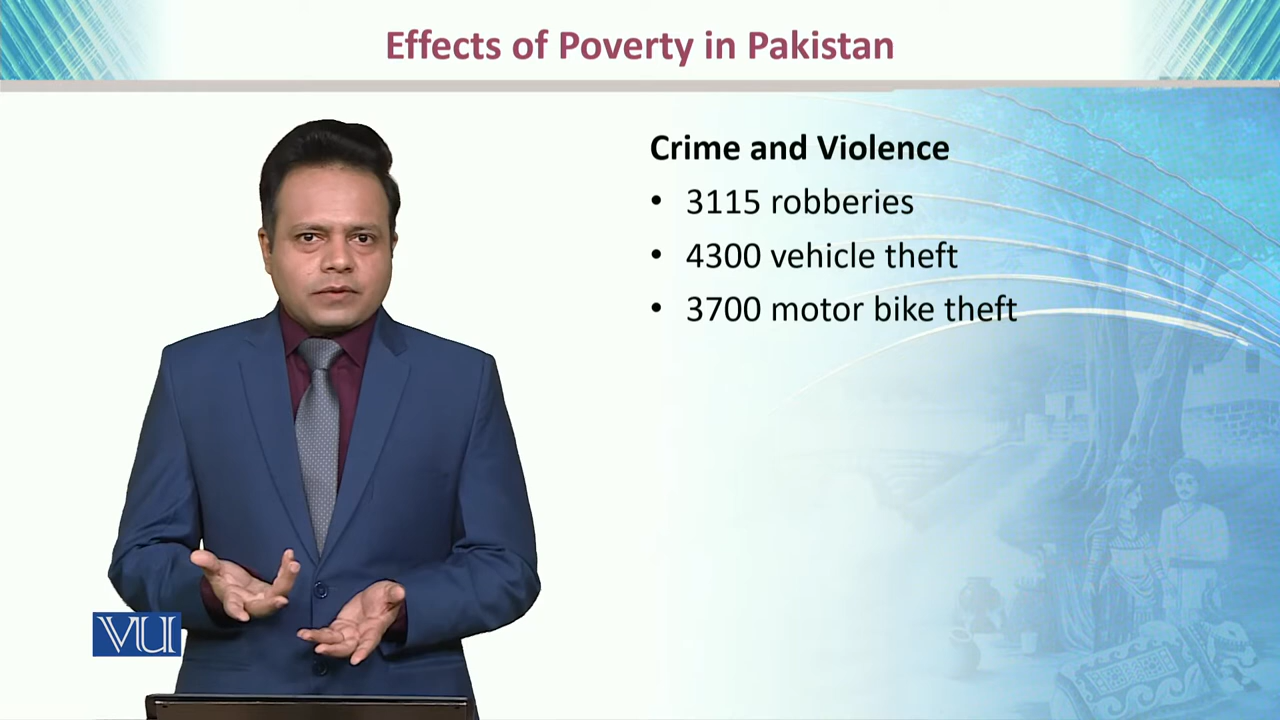 Effects of Poverty in Pakistan
Crime and Violence
• 3115 robberies
• 4300 vehicle theft
• 3700 motor bike theft
VU